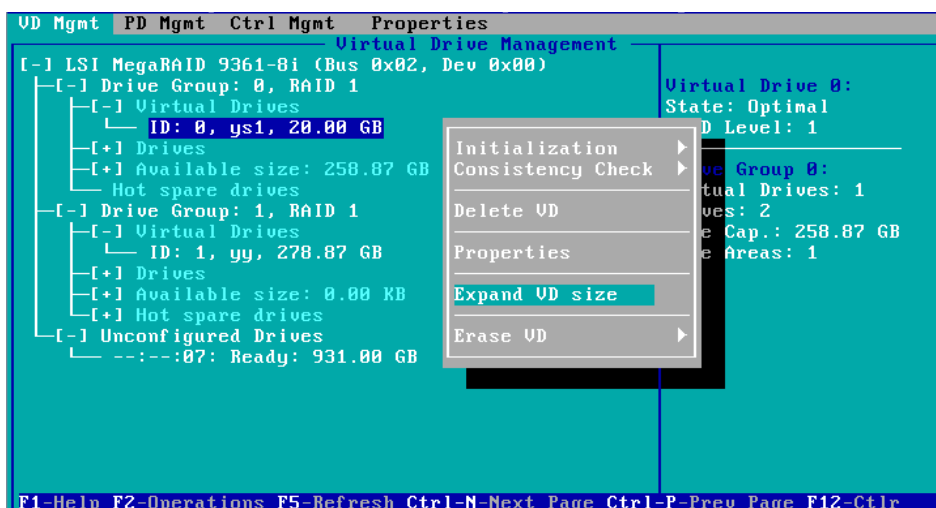 VD Mgmt PD Mgmt Ctrl Mgmt Properties
Virtual Drive Management
[-] LSI MegaRAID 9361-8i (Bus 0x02, Dev 0x00)
[-] Drive Group: 0, RAID 1
[-] Virtual Drives
ID: 0, ys1, 20.00 GB
[+] Drives
[+] Available size: 258.87 GB
Hot spare drives
[-] Drive Group: 1, RAID 1
[-] Virtual Drives
ID: 1, yy, 278.87 GB
[+] Drives
[+] Available size: 0.00 KB
[+] Hot spare drives
[-] Unconfigured Drives
--:--:07: Ready: 931.00 GB
Initialization
Consistency Check
Delete VD
Properties
Expand VD size
Erase VD
Virtual Drive 0:
State: Optimal
D Level: 1
ve Group 0:
tual Drives: 1
ves: 2
e Cap.: 258.87 GB
e Areas: 1
F1-Help F2-Operations F5-Refresh Ctrl-N-Next Page Ctrl-P-Prev Page F12-Ctlr